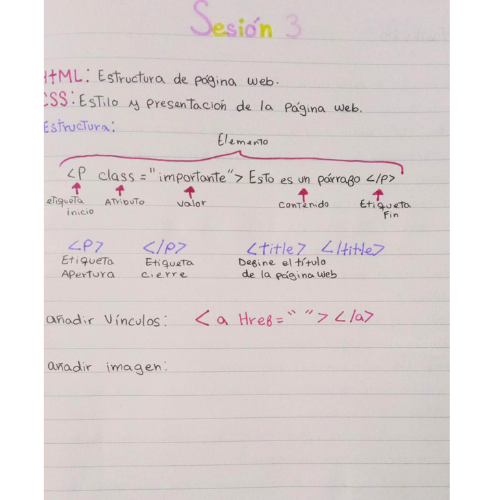 Sesión 3
HTML: Estructura de página web.
CSS: Estilo y presentación de la página web.
Estructura:
Elemento
<P class="importante"> Esto es un párrafo </P>
etiqueta inicio Atributo valor contenido Etiqueta Fin
<P> </P> <title> </title>
Etiqueta Etiqueta Define el título
Apertura cierre de la página web
añadir vínculos: <a Href=" "></a>
añadir imagen: